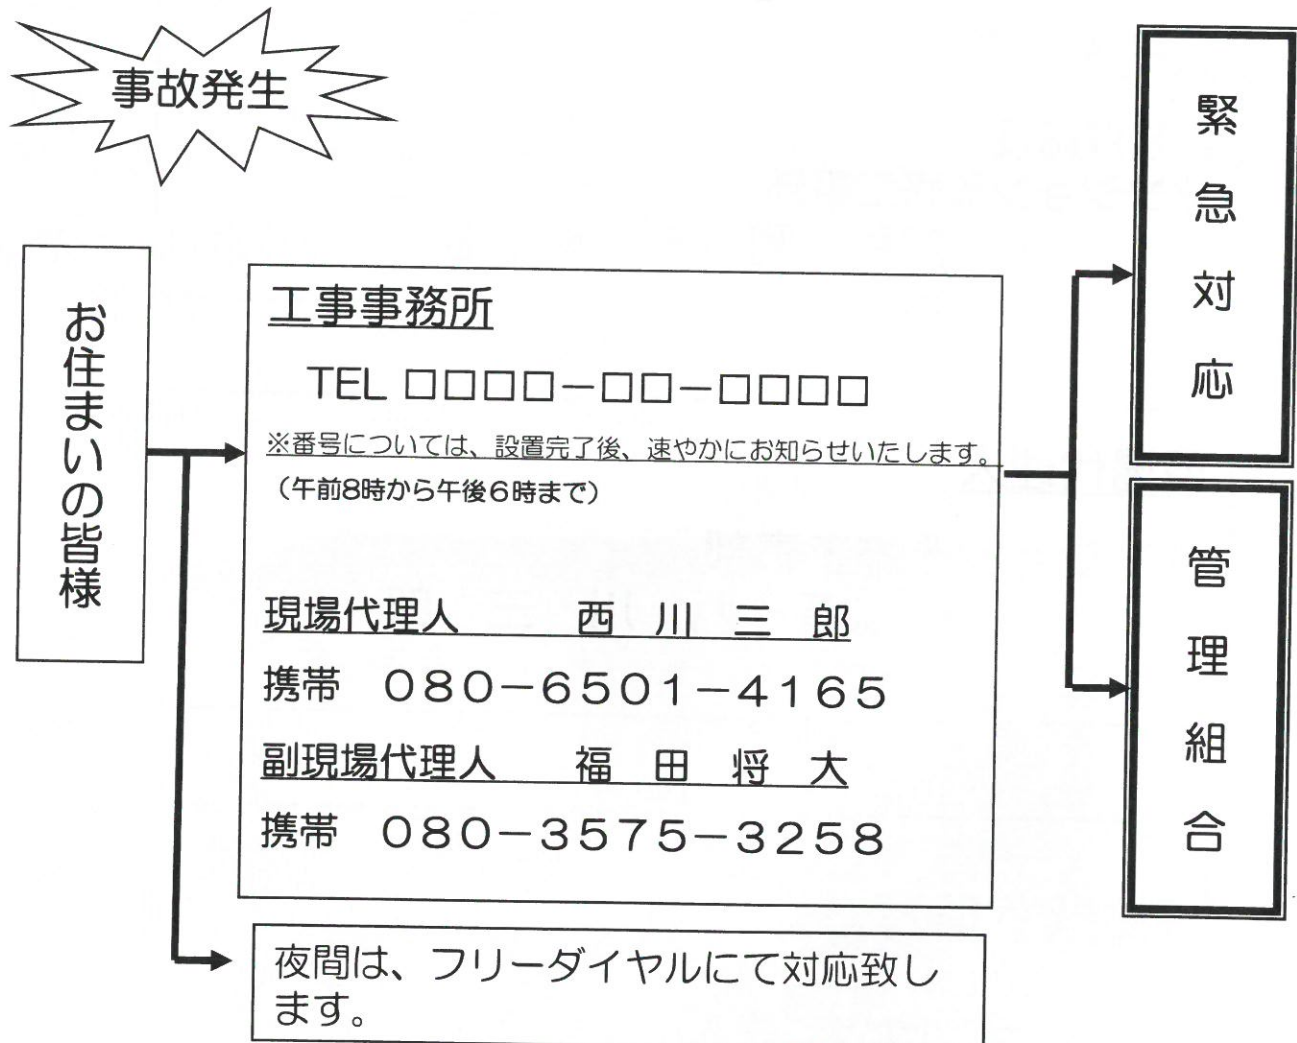 事故発生
お住まいの皆様
工事事務所
TEL □□□□－□□－□□□□
※番号については、設置完了後、速やかにお知らせいたします。
（午前8時から午後６時まで）
現場代理人　西　川　三　郎
携帯　０８０－６５０１－４１６５
副現場代理人　福　田　将　大
携帯　０８０－３５７５－３２５８
夜間は、フリーダイヤルにて対応致し
ます。
緊急対応
管理組合